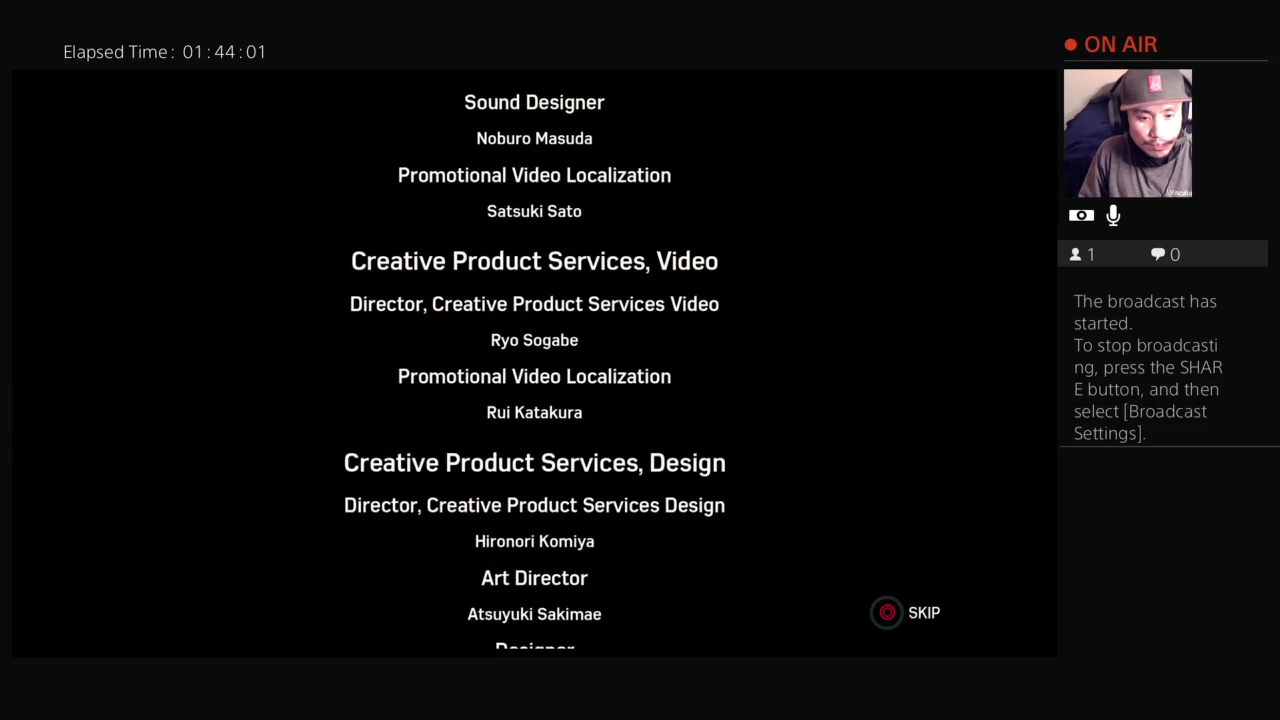 Elapsed Time: 01:44:01
ON AIR
Sound Designer
Noburo Masuda
Promotional Video Localization
Satsuki Sato
Creative Product Services, Video
Director, Creative Product Services Video
Ryo Sogabe
Promotional Video Localization
Rui Katakura
Creative Product Services, Design
Director, Creative Product Services Design
Hironori Komiya
Art Director
Atsuyuki Sakimae
Designer
SKIP
1
0
The broadcast has
started.
To stop broadcasti
ng, press the SHAR
E button, and then
select [Broadcast
Settings].